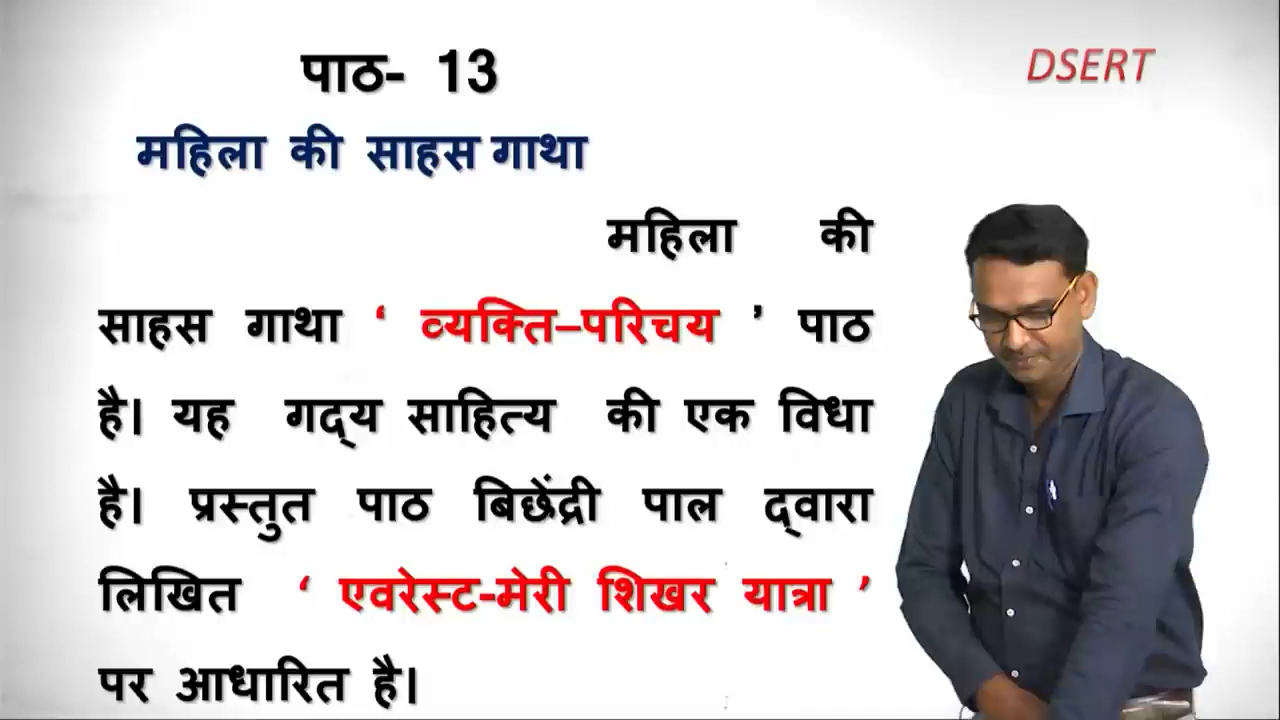 पाठ- 13
DSERT
महिला की साहस गाथा
महिला की
साहस गाथा ‘ व्यक्ति–परिचय ’ पाठ
है। यह गद्‌य साहित्य की एक विधा
है। प्रस्तुत पाठ बिछेंद्री पाल द्‌वारा
लिखित ‘ एवरेस्ट-मेरी शिखर यात्रा ’
पर आधारित है।